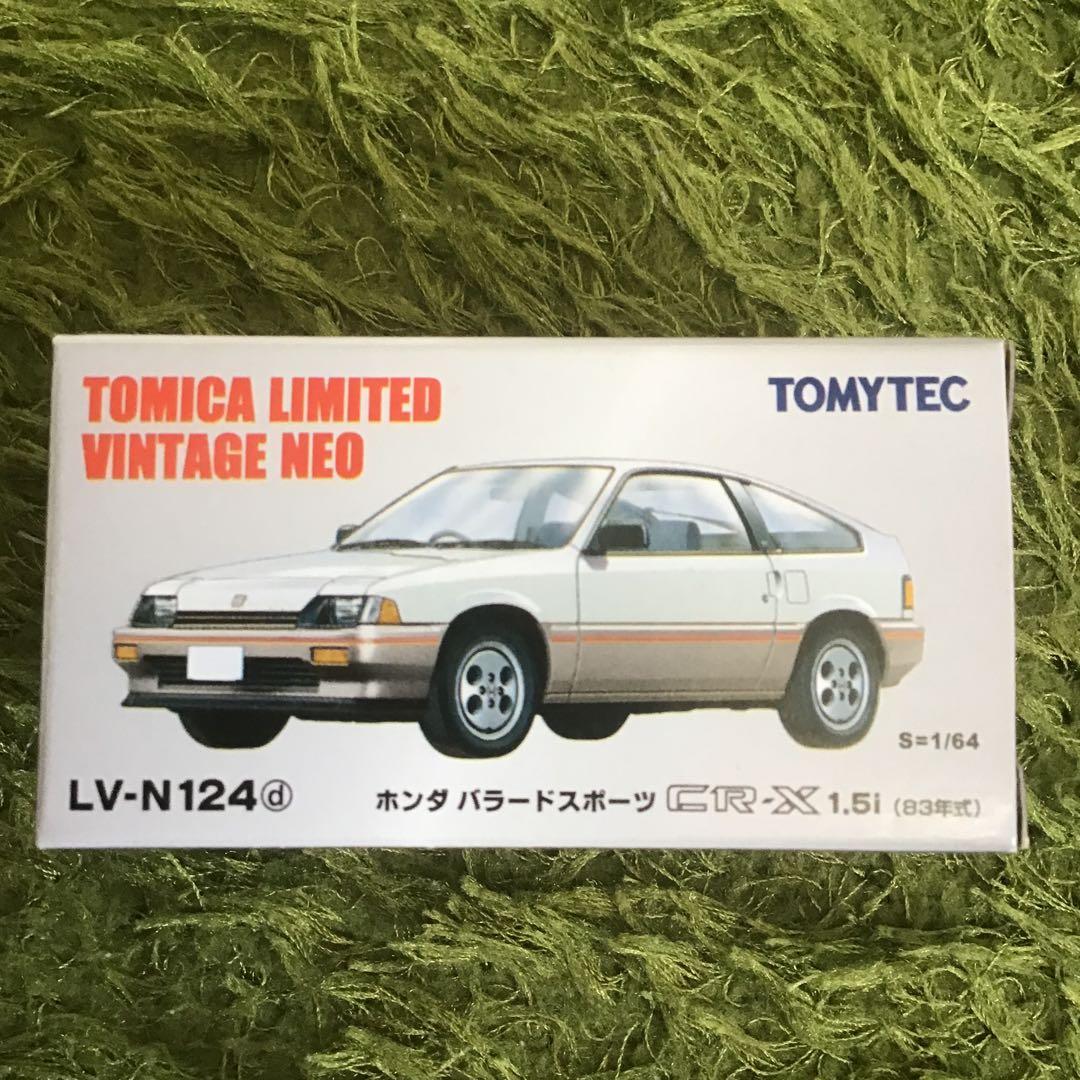 TOMICA LIMITED
VINTAGE NEO
TOMYTEC
S=1/64
LV-N124ⓓ
ホンダ バラードスポーツ CR-X 1.5i (83年式)